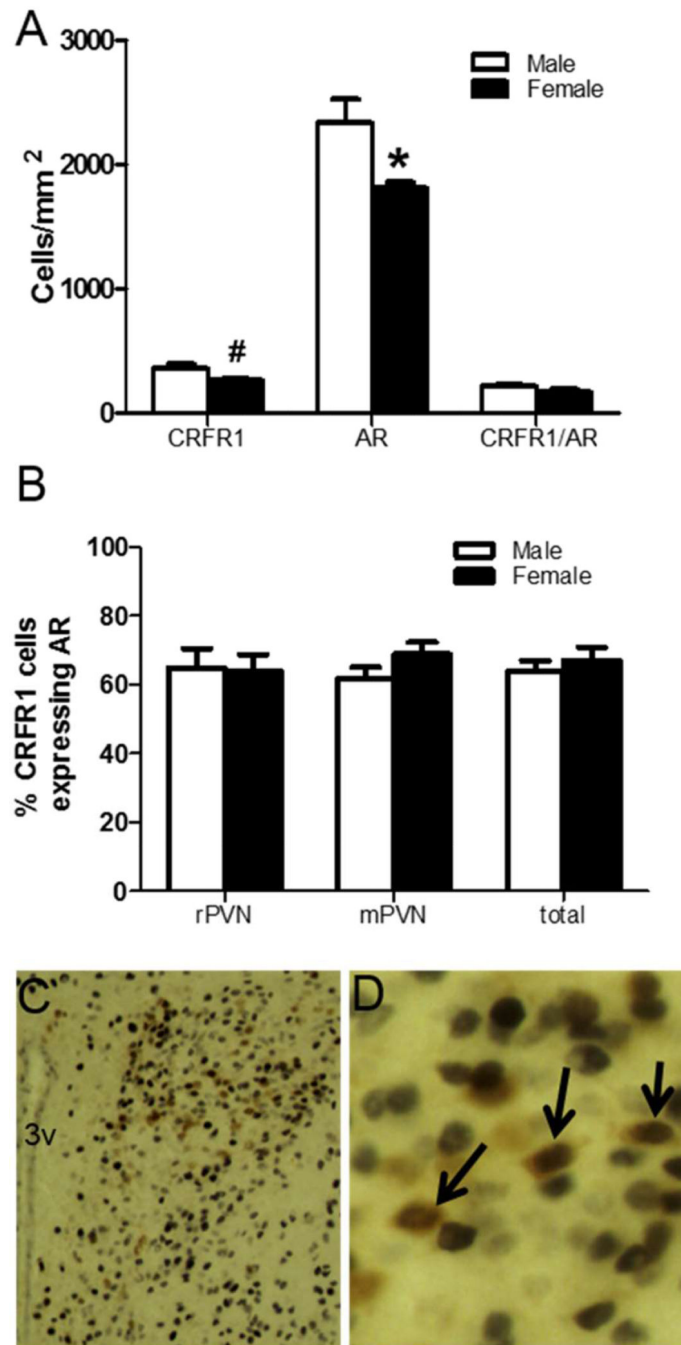 A
3000
2000
1000
0
Cells/mm²
Male
Female
#
*
CRFR1
AR
CRFR1/AR
B
100
80
60
40
20
0
% CRFR1 cells
expressing AR
Male
Female
rPVN
mPVN
total
C
D
3v